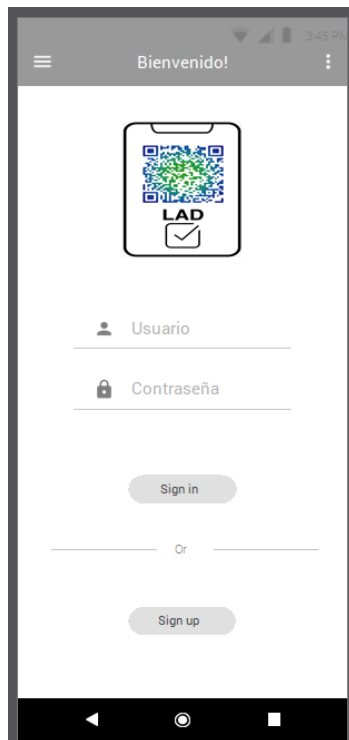 3:45 PM
Bienvenido!
LAD
Usuario
Contraseña
Sign in
Or
Sign up